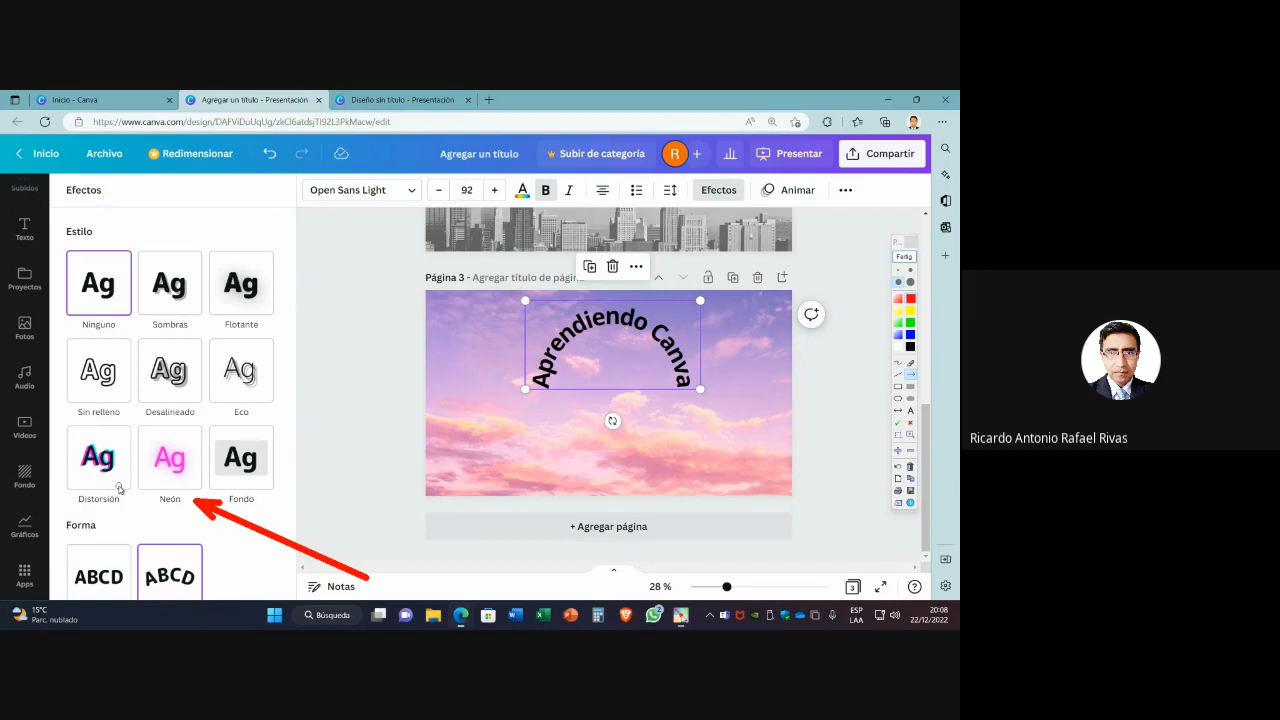 Inicio - Canva
Agregar un título - Presentación
Diseño sin título - Presentación
https://www.canva.com/design/DAFViDuUqUg/zkCl6atdsjTI92L3PkMacw/edit
Inicio
Archivo
Redimensionar
Agregar un título
Subir de categoría
R
Presentar
Compartir
Subidos
Texto
Proyectos
Fotos
Audio
Videos
Fondo
Gráficos
Apps
Efectos
Open Sans Light
92
A
B
I
Efectos
Animar
Estilo
Ag
Ag
Ag
Ninguno
Sombras
Flotante
Ag
Ag
Ag
Sin relleno
Desalineado
Eco
Ag
Ag
Ag
Distorsión
Neón
Fondo
Forma
ABCD
ABCD
Página 3 - Agregar título de págin
Aprendiendo Canva
+ Agregar página
Notas
28 %
3
P...
Fertig
A
15°C
Parc. nublado
Búsqueda
ESP
LAA
20:08
22/12/2022
Ricardo Antonio Rafael Rivas